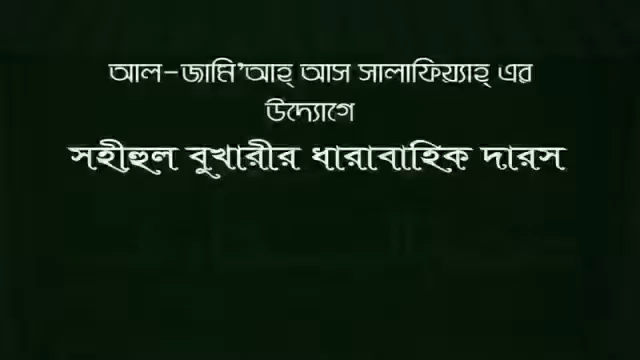 আল-জামি'আহ্ আস সালাফিয়্যাহ্ এর
উদ্যোগে
সহীহুল বুখারীর ধারাবাহিক দারস